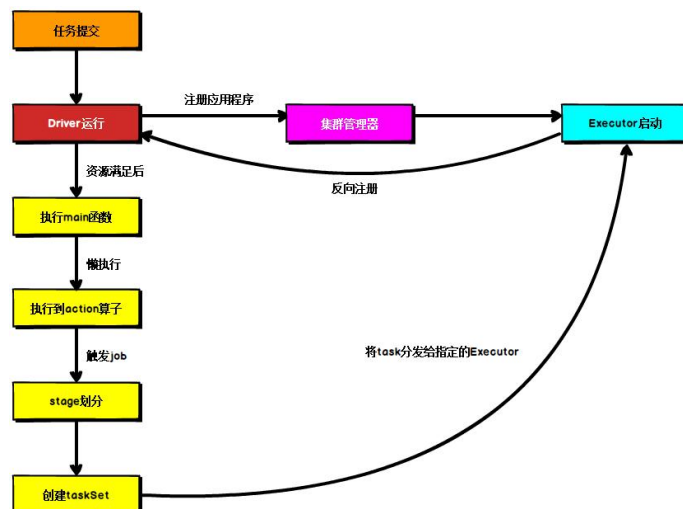 任务提交
注册应用程序
Driver运行
集群管理器
Executor启动
资源满足后
反向注册
执行main函数
懒执行
执行到action算子
触发job
将task分发给指定的Executor
stage划分
创建taskSet